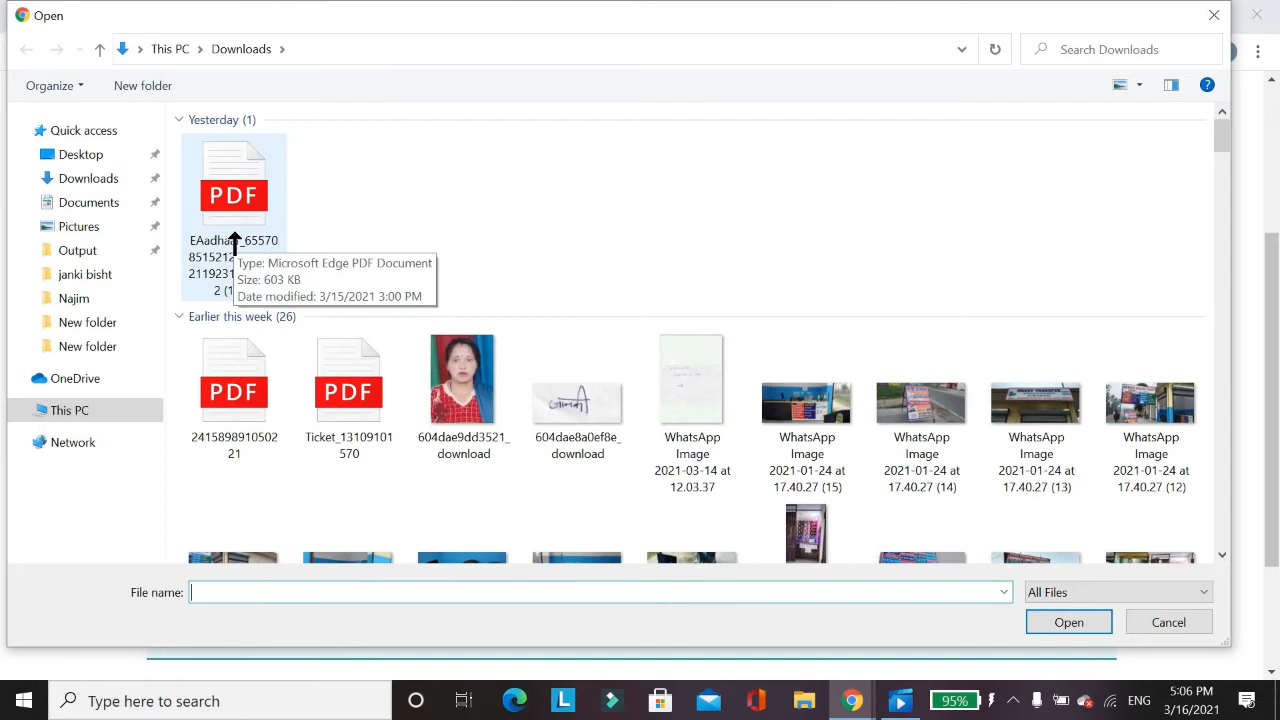 Open
This PC
Downloads
Search Downloads
Organize
New folder
Quick access
Desktop
Downloads
Documents
Pictures
Output
janki bisht
Najim
New folder
New folder
OneDrive
This PC
Network
Yesterday (1)
PDF
Type: Microsoft Edge PDF Document
Size: 603 KB
Date modified: 3/15/2021 3:00 PM
Earlier this week (26)
PDF
2415898910502
21
PDF
Ticket_13109101
570
604dae9dd3521_
download
जानकी
604dae8a0ef8e_
download
WhatsApp
Image
2021-03-14 at
12.03.37
WhatsApp
Image
2021-01-24 at
17.40.27 (15)
WhatsApp
Image
2021-01-24 at
17.40.27 (14)
MONEY TRANSFER
WhatsApp
Image
2021-01-24 at
17.40.27 (13)
WhatsApp
Image
2021-01-24 at
17.40.27 (12)
File name:
All Files
Open
Cancel
Type here to search
95%
ENG
5:06 PM
3/16/2021